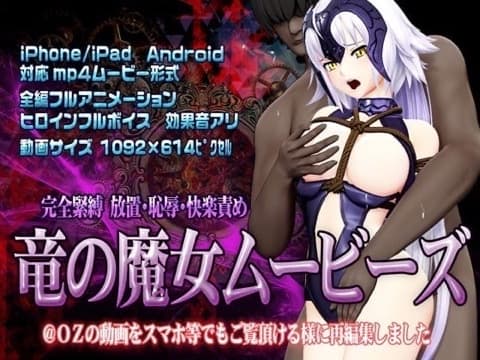 iPhone/iPad Android
対応 mp4ムービー形式
全編フルアニメーション
ヒロインフルボイス 効果音アリ
動画サイズ 1092×614ﾋﾟｸｾﾙ
完全緊縛 放置・恥辱・快楽責め
竜の魔女ムービーズ
@OZの動画をスマホ等でもご覧頂ける様に再編集しました